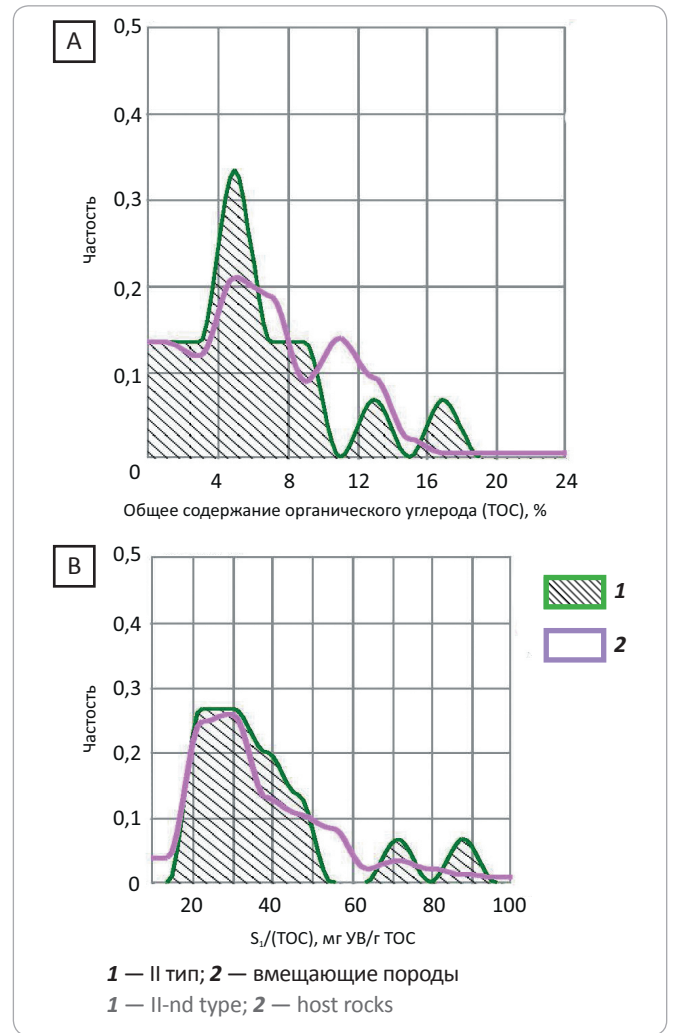 A
0,5
0,4
0,3
0,2
0,1
0
Частость
4 8 12 16 20 24
Общее содержание органического углерода (ТОС), %
B
0,5
0,4
0,3
0,2
0,1
0
Частость
20 40 60 80 100
S₁/(ТОС), мг УВ/г ТОС
1
2
1 — II тип; 2 — вмещающие породы
1 — II-nd type; 2 — host rocks